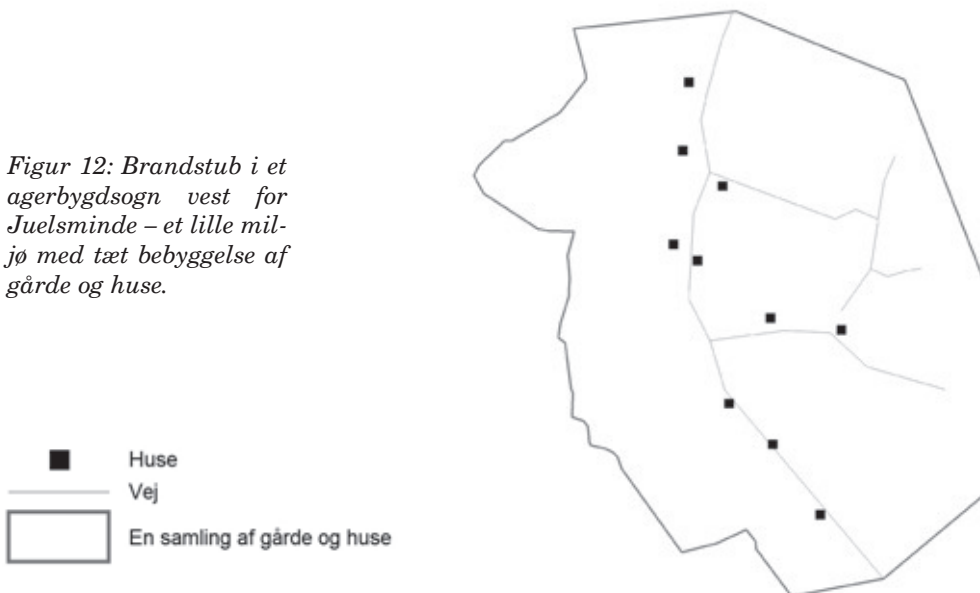 Figur 12: Brandstub i et
agerbygdsogn vest for
Juelsminde – et lille mil-
jø med tæt bebyggelse af
gårde og huse.
Huse
Vej
En samling af gårde og huse